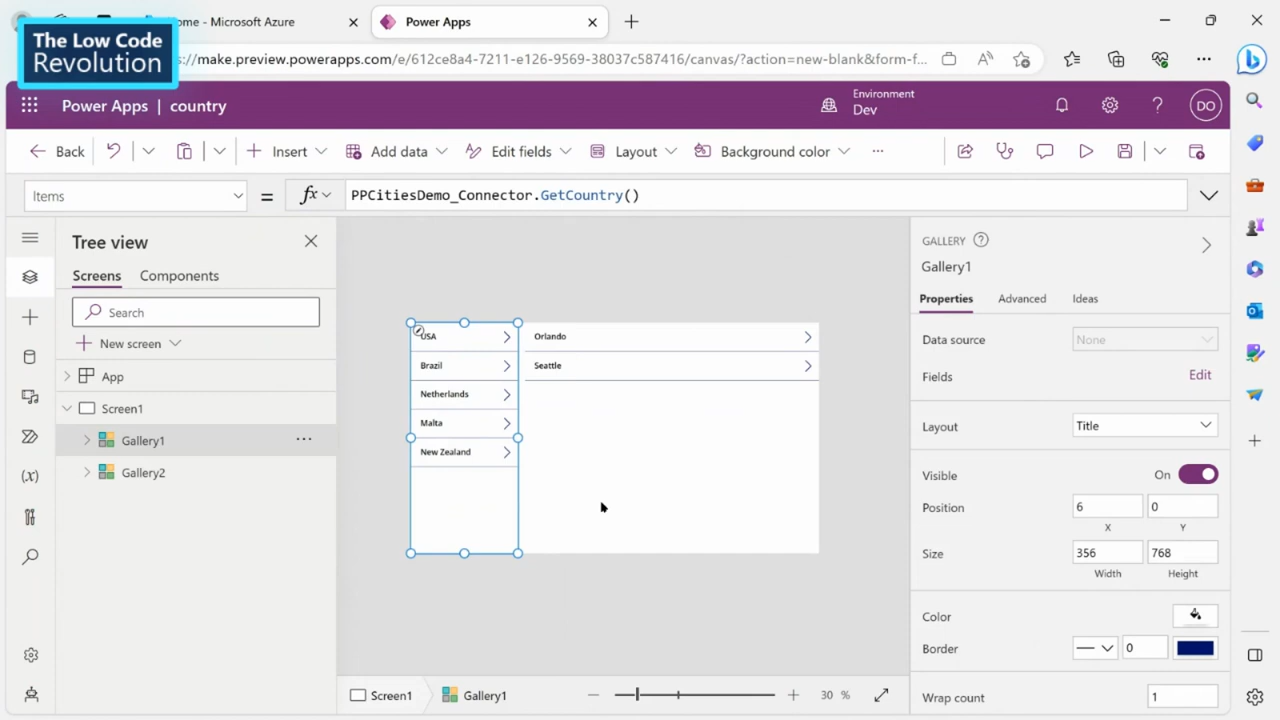 The Low Code
Revolution
ome - Microsoft Azure
Power Apps
s://make.preview.powerapps.com/e/612ce8a4-7211-e126-9569-38037c587416/canvas/?action=new-blank&form-f...
Power Apps | country
Environment
Dev
DO
Back
Insert
Add data
Edit fields
Layout
Background color
Items
=
fx
PPCitiesDemo_Connector.GetCountry()
Tree view
Screens
Components
Search
New screen
App
Screen1
Gallery1
Gallery2
USA
Brazil
Netherlands
Malta
New Zealand
Orlando
Seattle
GALLERY
Gallery1
Properties
Advanced
Ideas
Data source
None
Fields
Edit
Layout
Title
Visible
On
Position
6
0
X
Y
Size
356
768
Width
Height
Color
Border
0
Wrap count
1
Screen1
Gallery1
30 %